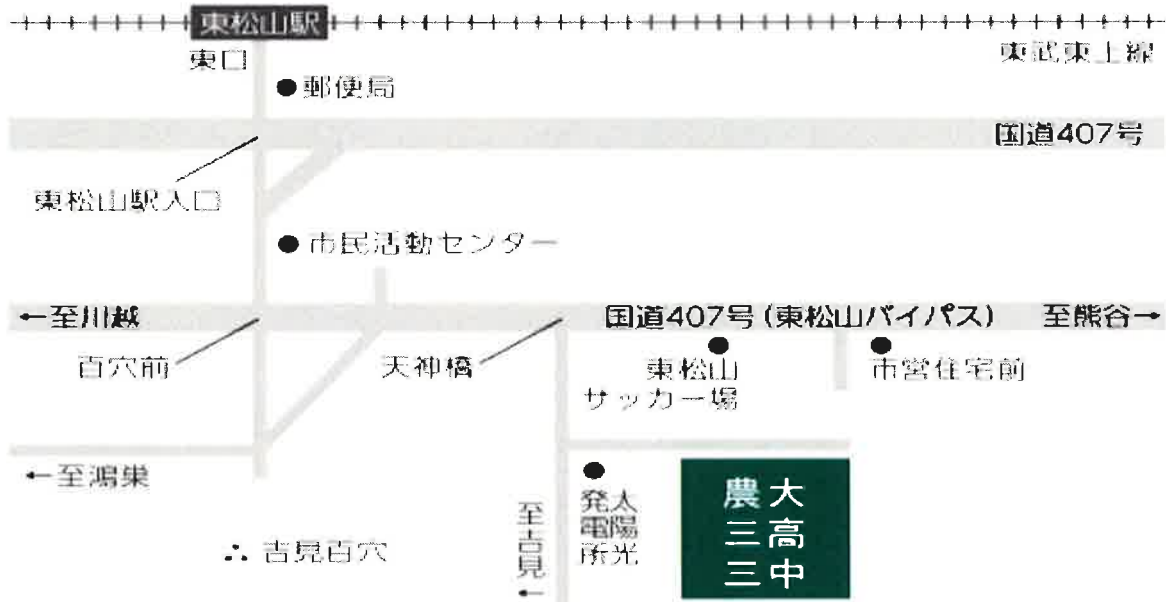 東松山駅
東口
東武東上線
●郵便局
国道407号
東松山駅入口
●市民活動センター
←至川越
国道407号(東松山バイパス)
至熊谷→
百穴前
天神橋
東松山
サッカー場
市営住宅前
←至鴻巣
太陽光
発電所
農大
三高
三中
至吉見←
∴吉見百穴